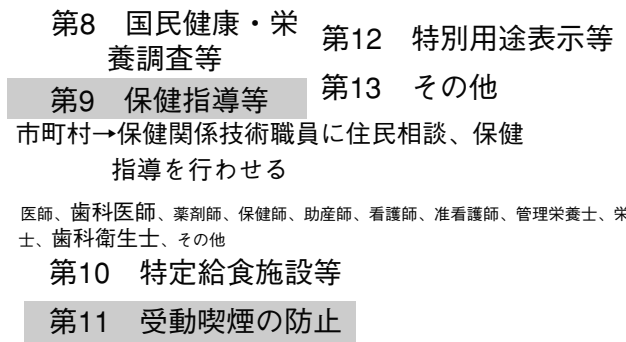 第8　国民健康・栄
養調査等
第9　保健指導等
市町村→保健関係技術職員に住民相談、保健
指導を行わせる
医師、歯科医師、薬剤師、保健師、助産師、看護師、准看護師、管理栄養士、栄
士、歯科衛生士、その他
第10　特定給食施設等
第11　受動喫煙の防止
第12　特別用途表示等
第13　その他